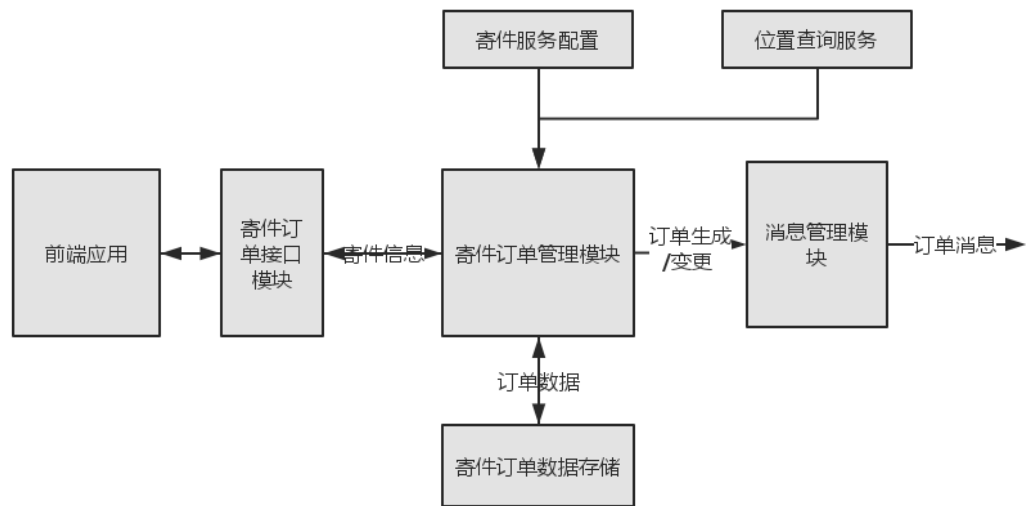 寄件服务配置
位置查询服务
前端应用
寄件订
单接口
模块
寄件信息
寄件订单管理模块
订单生成
/变更
消息管理模
块
订单消息
订单数据
寄件订单数据存储